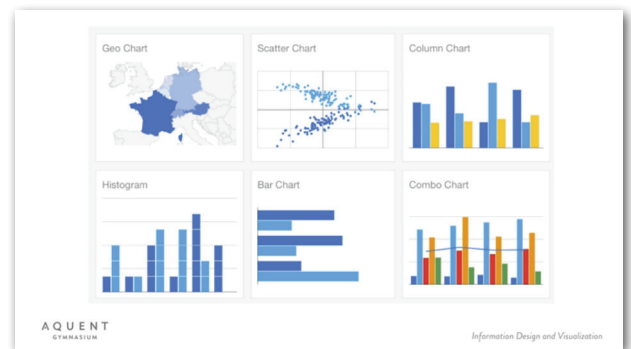 Geo Chart
Scatter Chart
Column Chart
Histogram
Bar Chart
Combo Chart
AQUENT
GYMNASIUM
Information Design and Visualization